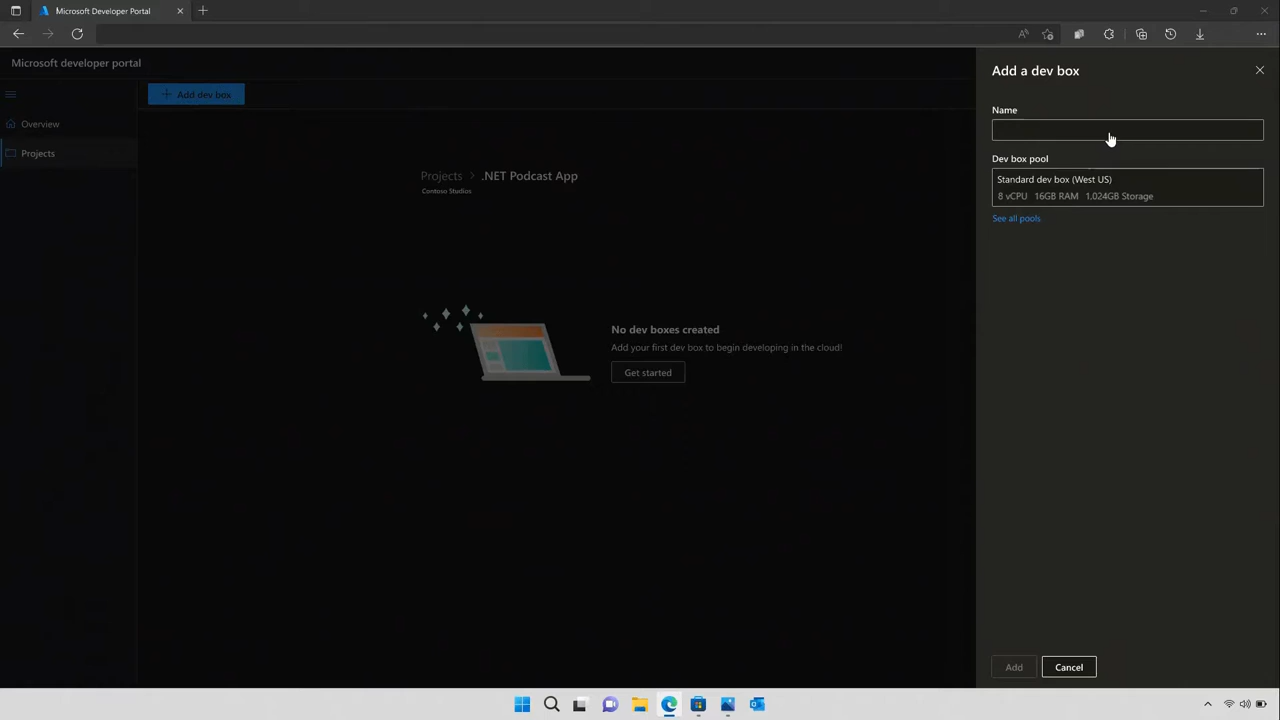 Microsoft Developer Portal
Microsoft developer portal
Add dev box
Overview
Projects
Projects > .NET Podcast App
Contoso Studios
No dev boxes created
Add your first dev box to begin developing in the cloud!
Get started
Add a dev box
Name
Dev box pool
Standard dev box (West US)
8 vCPU 16GB RAM 1,024GB Storage
See all pools
Add
Cancel